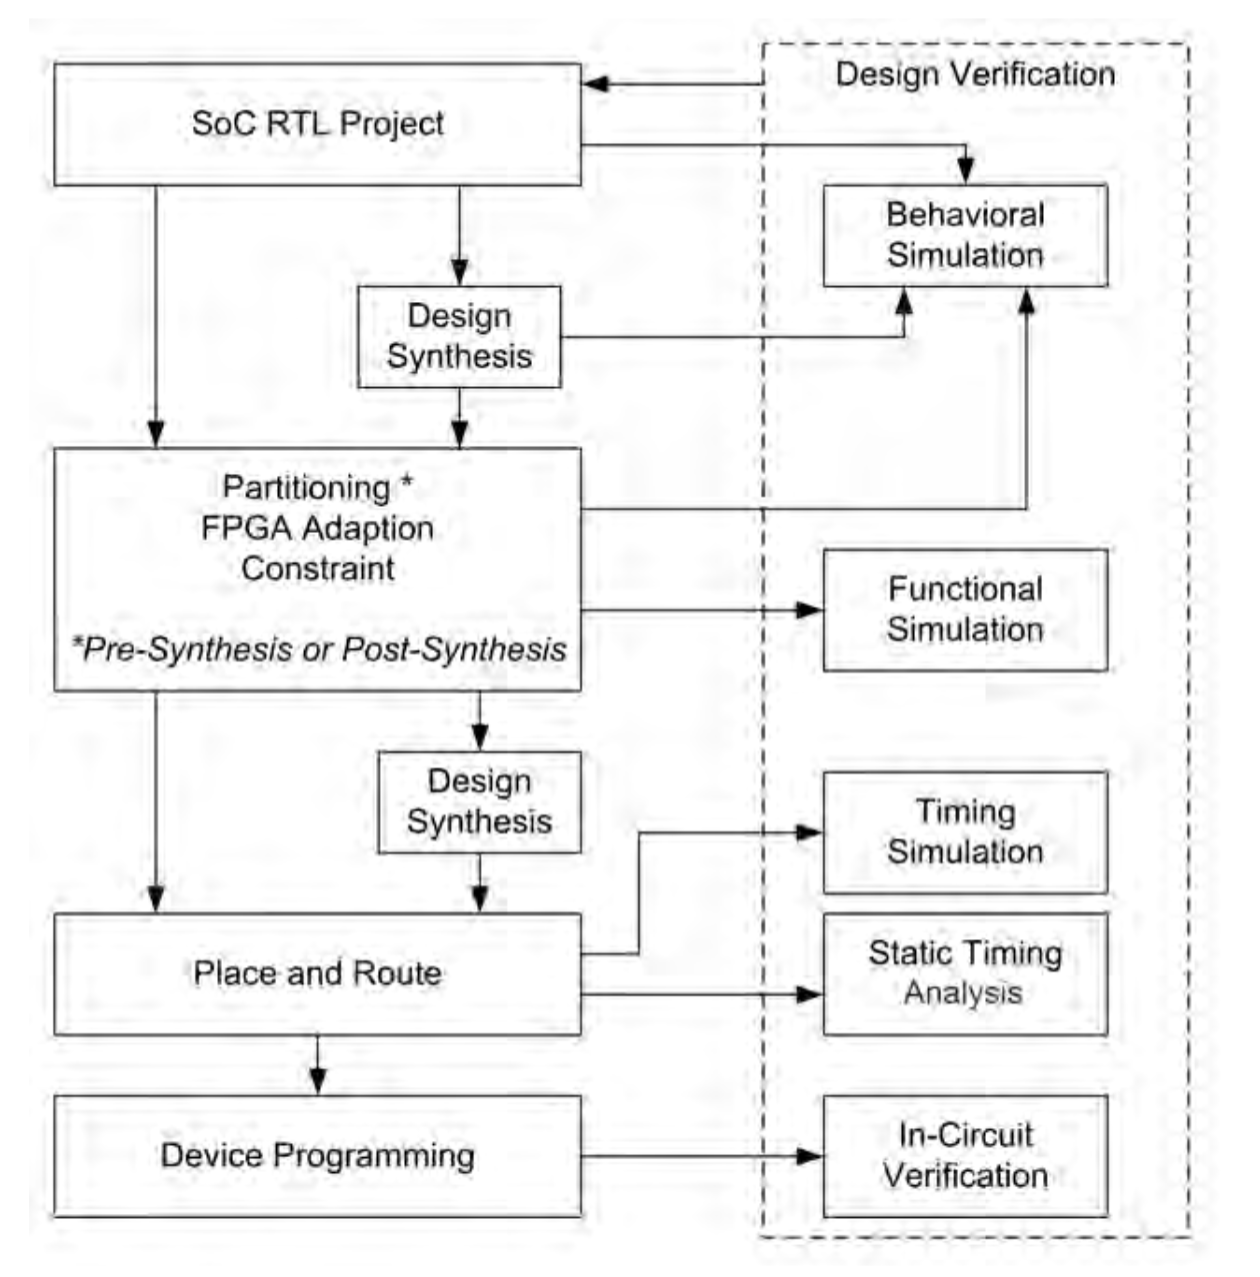 Design Verification
SoC RTL Project
Behavioral
Simulation
Design
Synthesis
Partitioning *
FPGA Adaption
Constraint
*Pre-Synthesis or Post-Synthesis
Functional
Simulation
Design
Synthesis
Timing
Simulation
Place and Route
Static Timing
Analysis
Device Programming
In-Circuit
Verification